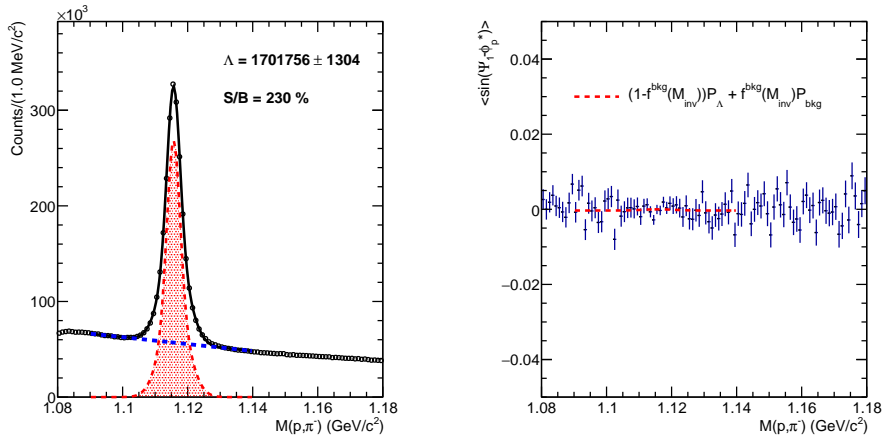 ×10³
Counts/(1.0 MeV/c²)
Λ = 1701756 ± 1304
S/B = 230 %
300
200
100
0
1.08 1.1 1.12 1.14 1.16 1.18
M(p,π⁻) (GeV/c²)
<sin(Ψ₁-ϕₚ*)>
(1-f^bkg(M_inv))P_Λ + f^bkg(M_inv)P_bkg
0.04
0.02
0
−0.02
−0.04
1.08 1.1 1.12 1.14 1.16 1.18
M(p,π⁻) (GeV/c²)